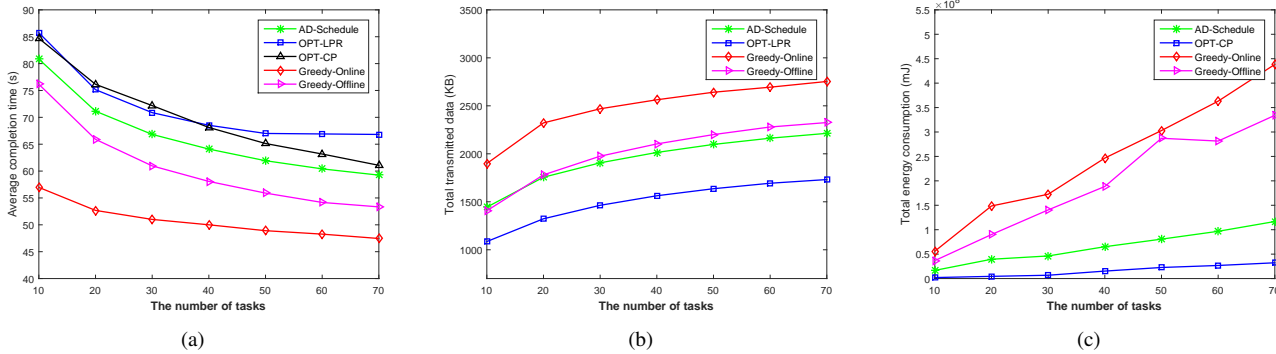 90
85
80
75
70
65
60
55
50
45
40
Average completion time (s)
10 20 30 40 50 60 70
The number of tasks
AD-Schedule
OPT-LPR
OPT-CP
Greedy-Online
Greedy-Offline
(a)
3500
3000
2500
2000
1500
1000
Total transmitted data (KB)
10 20 30 40 50 60 70
The number of tasks
AD-Schedule
OPT-LPR
Greedy-Online
Greedy-Offline
(b)
5.5
5
4.5
4
3.5
3
2.5
2
1.5
1
0.5
0
Total energy consumption (mJ)
10 20 30 40 50 60 70
The number of tasks
AD-Schedule
OPT-CP
Greedy-Online
Greedy-Offline
(c)